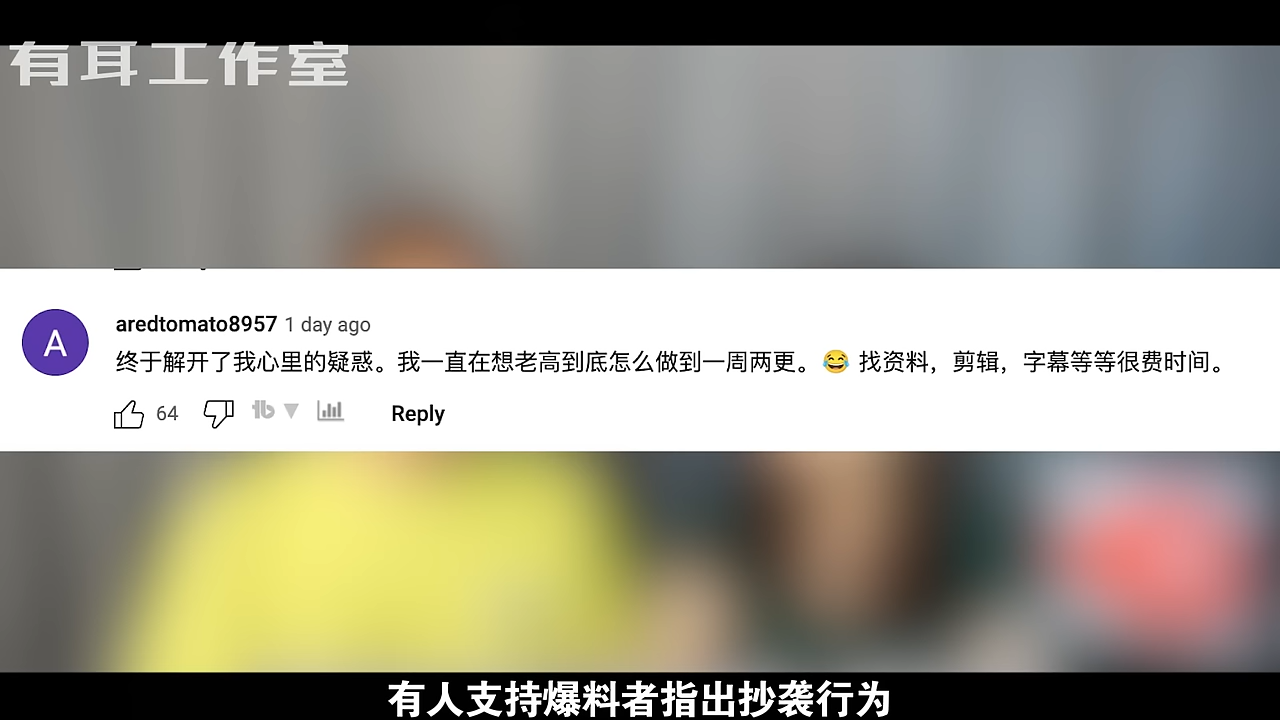 有耳工作室
aredtomato8957 1 day ago
终于解开了我心里的疑惑。我一直在想老高到底怎么做到一周两更。😂 找资料，剪辑，字幕等等很费时间。
64 Reply
有人支持爆料者指出抄袭行为